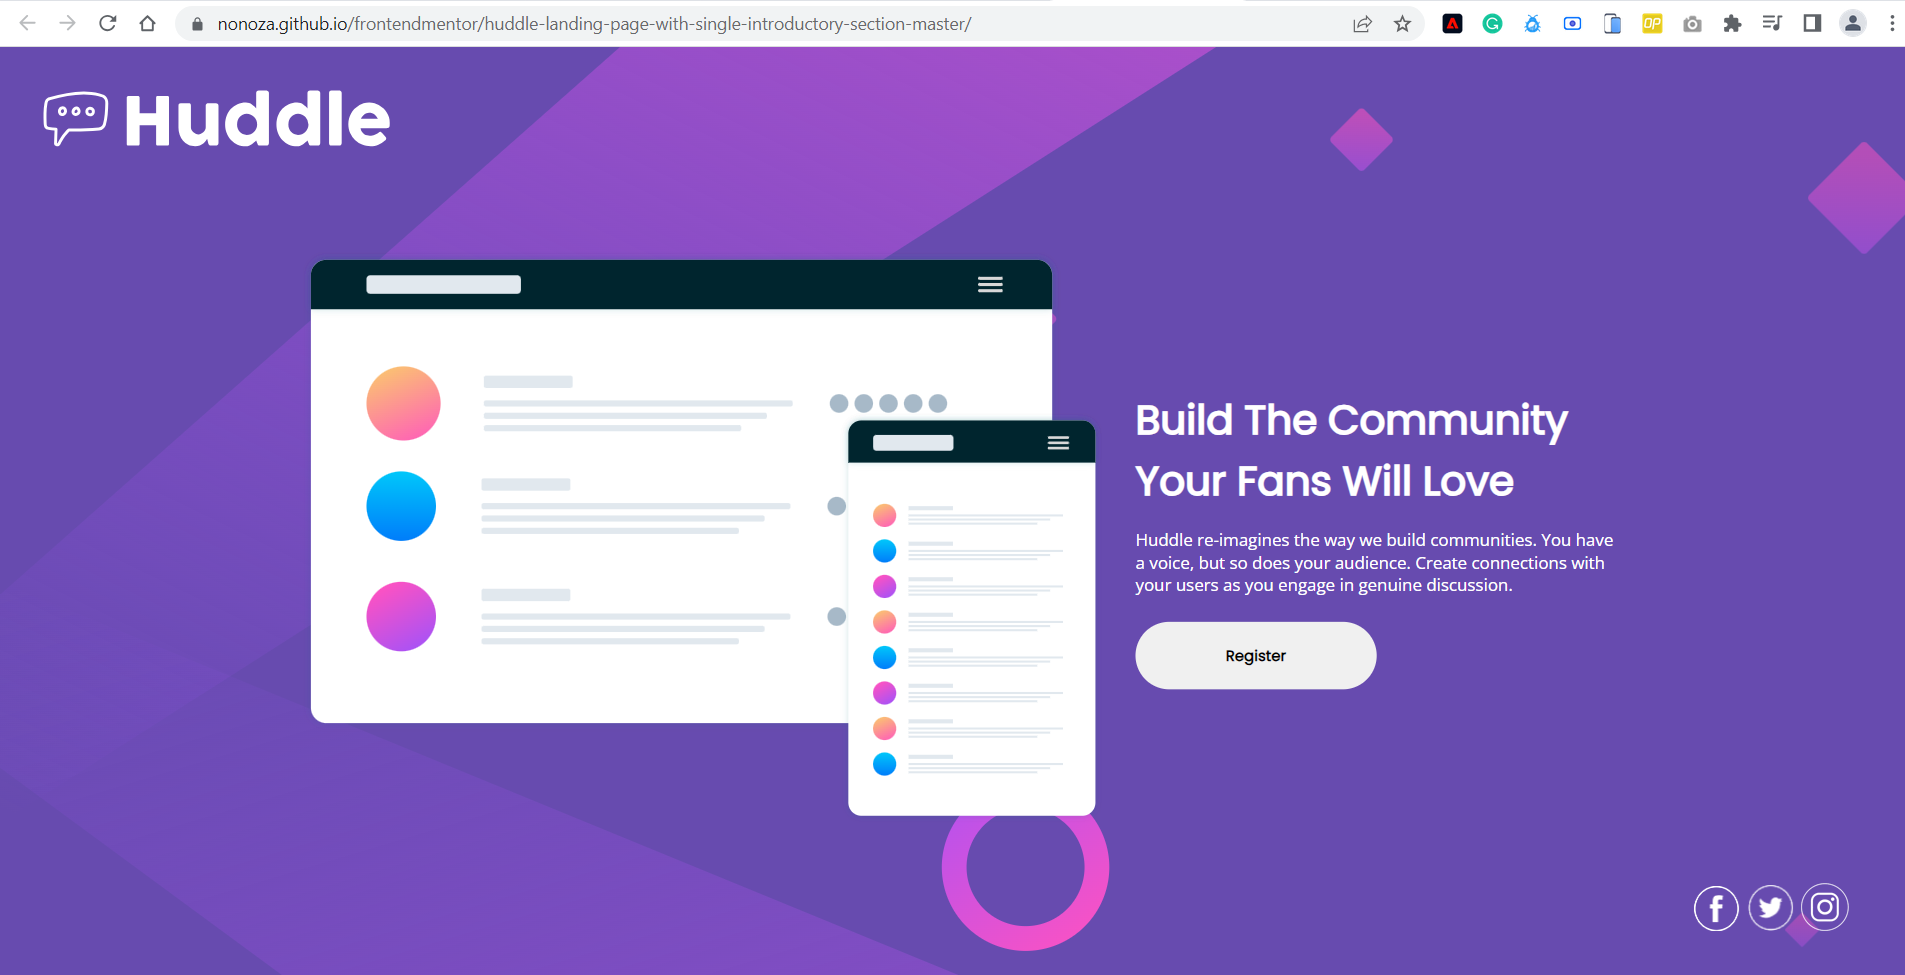 nonoza.github.io/frontendmentor/huddle-landing-page-with-single-introductory-section-master/
Huddle
Build The Community
Your Fans Will Love
Huddle re-imagines the way we build communities. You have
a voice, but so does your audience. Create connections with
your users as you engage in genuine discussion.
Register